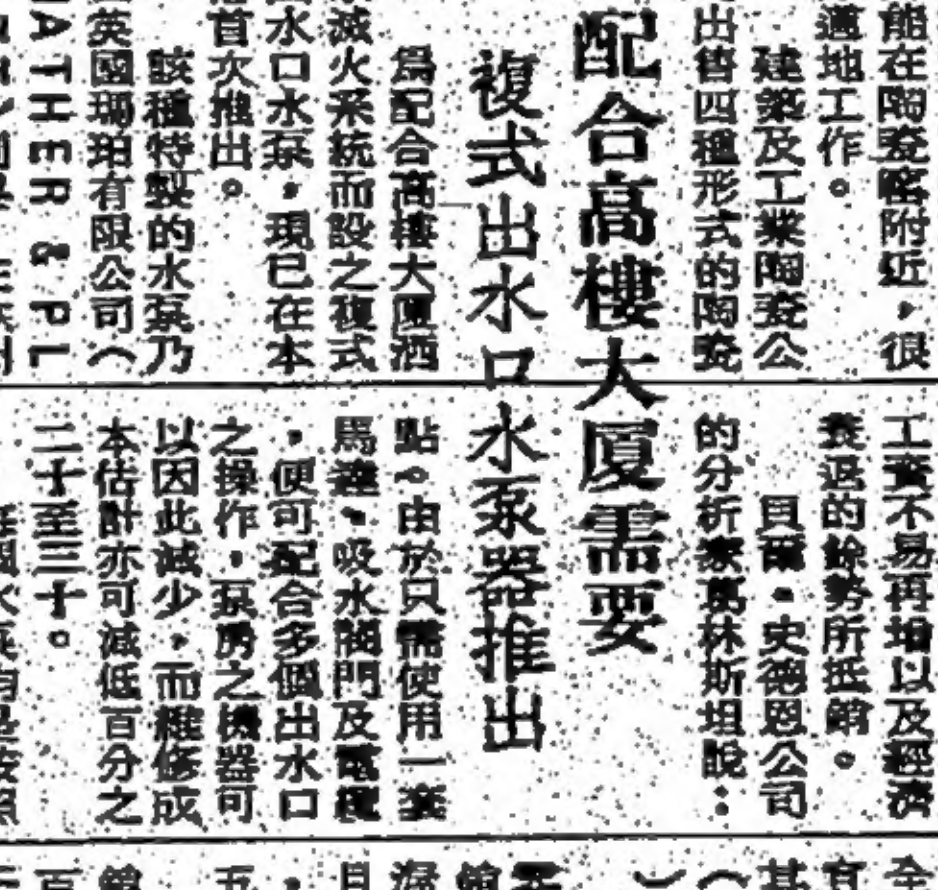 能在陶瓷窰附近，很
適地工作。
建築及工業陶瓷公
出售四種形式的陶瓷
配合高樓大厦需要
複式出水口水泵器推出
爲配合高樓大厦洒
滅火系統而設之複式
水口水泵，現已在本
首次推出。
該種特製的水泵乃
英國瑪珀有限公司（
ATHER & PL
工資不易再增以及經濟
衰退的餘勢所抵銷。
貝爾·史德恩公司
的分析家萬林斯坦說：
點。由於只需使用一套
馬達、吸水閥門及電機
，便可配合多個出水口
之操作，泵房之機器可
以因此減少，而維修成
本估計亦可減低百分之
二十至三十。